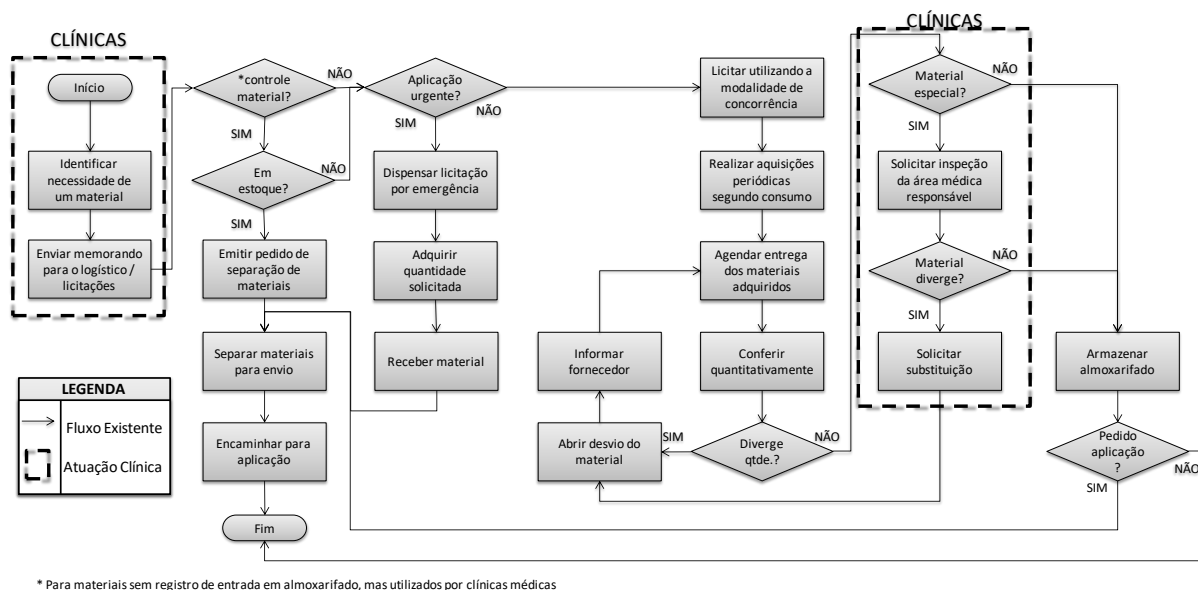 CLÍNICAS
Início
Identificar
necessidade de
um material
Enviar memorando
para o logístico /
licitações
*controle
material?
NÃO
SIM
Em
estoque?
NÃO
SIM
Emitir pedido de
separação de
materiais
Separar materiais
para envio
Encaminhar para
aplicação
Fim
Aplicação
urgente?
NÃO
SIM
Dispensar licitação
por emergência
Adquirir
quantidade
solicitada
Receber material
Licitar utilizando a
modalidade de
concorrência
Realizar aquisições
periódicas
segundo consumo
Agendar entrega
dos materiais
adquiridos
Conferir
quantitativamente
Diverge
qtde.?
SIM
NÃO
Abrir desvio do
material
Informar
fornecedor
CLÍNICAS
Material
especial?
NÃO
SIM
Solicitar inspeção
da área médica
responsável
Material
diverge?
NÃO
SIM
Solicitar
substituição
Armazenar
almoxarifado
Pedido
aplicação
?
NÃO
SIM
LEGENDA
Fluxo Existente
Atuação Clínica
* Para materiais sem registro de entrada em almoxarifado, mas utilizados por clínicas médicas